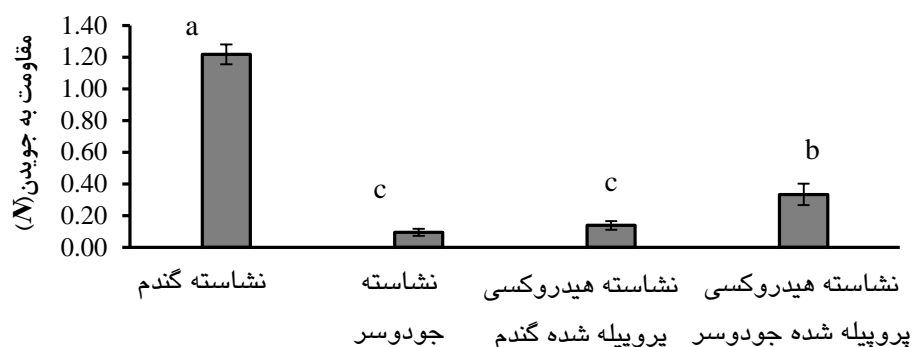 مقاومت به جویدن(N)
1.40
1.20
1.00
0.80
0.60
0.40
0.20
0.00
a
c
c
b
نشاسته گندم
نشاسته
جودوسر
نشاسته هیدروکسی
پروپیله شده گندم
نشاسته هیدروکسی
پروپیله شده جودوسر